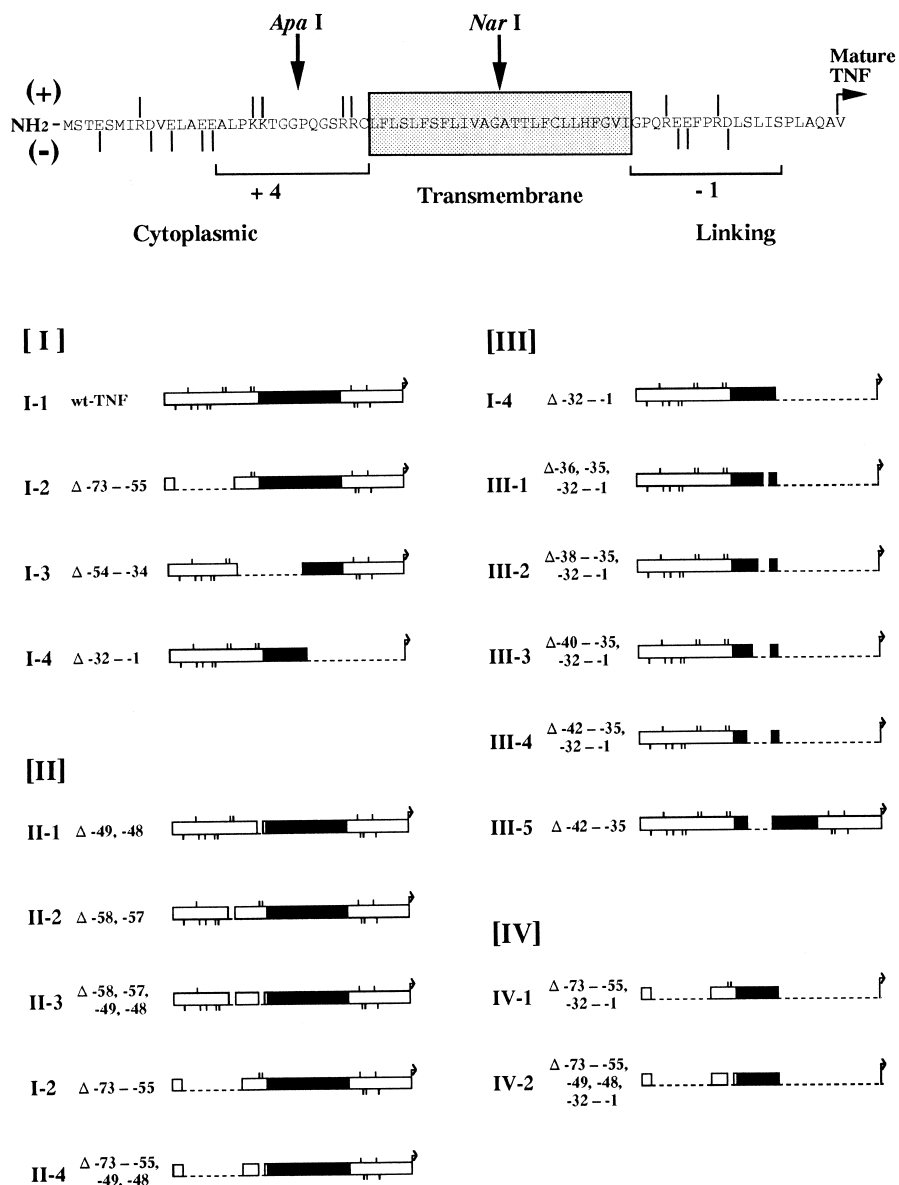 Apa I
Nar I
Mature
TNF
(+)
NH2-MSTESMIRDVELAEEALPKKTGGPQGSRRCLFLSLFSFLIVAGATTLFCLLHFGVIGPQREEFPRDLSLISPLAQAV
(-)
+ 4
Transmembrane
- 1
Cytoplasmic
Linking
[ I ]
I-1 wt-TNF
I-2 Δ -73 – -55
I-3 Δ -54 – -34
I-4 Δ -32 – -1
[II]
II-1 Δ -49, -48
II-2 Δ -58, -57
II-3 Δ -58, -57,
-49, -48
I-2 Δ -73 – -55
II-4 Δ -73 – -55,
-49, -48
[III]
I-4 Δ -32 – -1
III-1 Δ-36, -35,
-32 – -1
III-2 Δ-38 – -35,
-32 – -1
III-3 Δ-40 – -35,
-32 – -1
III-4 Δ -42 – -35,
-32 – -1
III-5 Δ -42 – -35
[IV]
IV-1 Δ -73 – -55,
-32 – -1
IV-2 Δ -73 – -55,
-49, -48,
-32 – -1